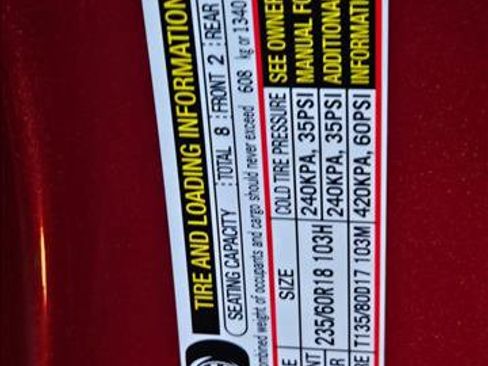 TIRE AND LOADING INFORMATION
SEATING CAPACITY TOTAL 8 FRONT 2 REAR
weight of occupants and cargo should never exceed 608 kg or 1340
SIZE COLD TIRE PRESSURE SEE OWNER
235/60R18 103H 240KPA, 35PSI MANUAL FO
240KPA, 35PSI ADDITIONA
T135/80D17 103M 420KPA, 60PSI INFORMATI